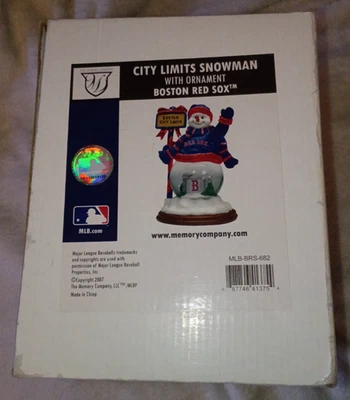 CITY LIMITS SNOWMAN
WITH ORNAMENT
BOSTON RED SOX™
BOSTON
CITY LIMITS
RED SOX
B
MLB.com
www.memorycompany.com
Major League Baseball trademarks
and copyrights are used with
permission of Major League Baseball
Properties, Inc
©Copyright 2007
The Memory Company, LLC™/MLBP
Made in China
MLB-BRS-682